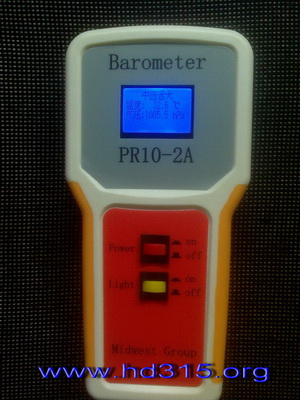 Barometer
PR10-2A
Power
on
off
Light
on
off
Midwest Group
www.hd315.org